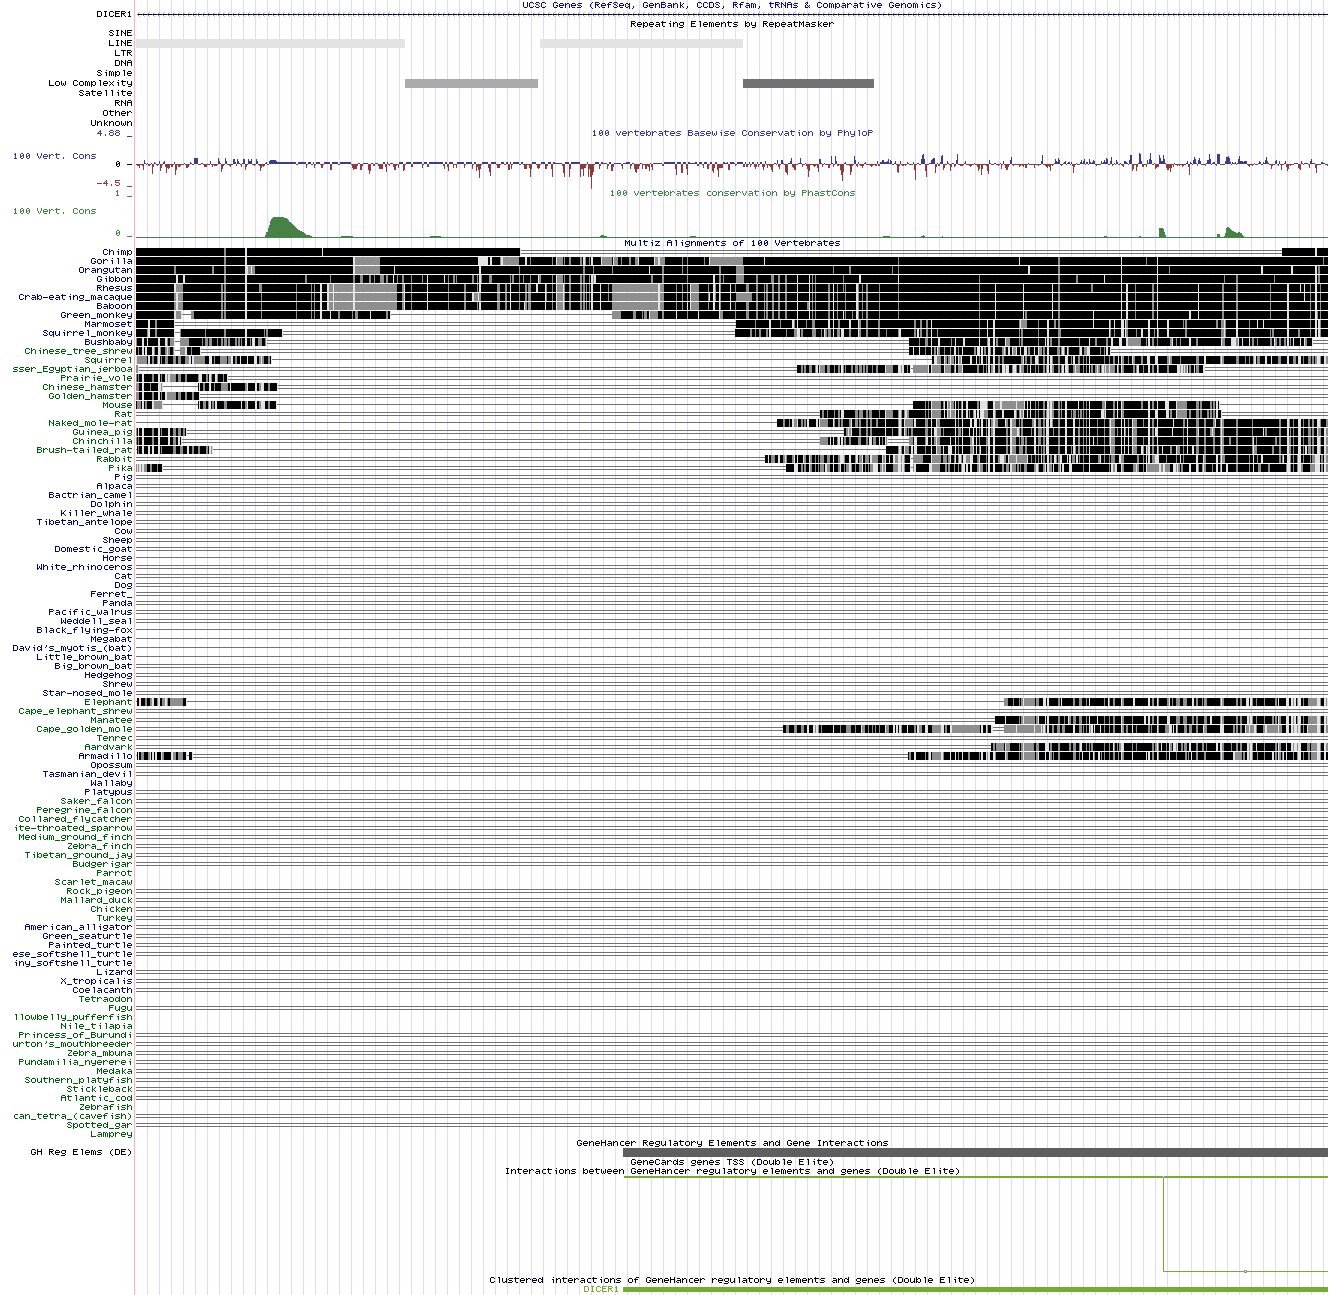 UCSC Genes (RefSeq, GenBank, CCDS, Rfam, tRNAs & Comparative Genomics)
DICER1
Repeating Elements by RepeatMasker
SINE
LINE
LTR
DNA
Simple
Low Complexity
Satellite
RNA
Other
Unknown
4.88 _
100 vertebrates Basewise Conservation by PhyloP
100 Vert. Cons
0 -
-4.5 _
100 vertebrates conservation by PhastCons
1 _
100 Vert. Cons
0 _
Multiz Alignments of 100 Vertebrates
Chimp
Gorilla
Orangutan
Gibbon
Rhesus
Crab-eating_macaque
Baboon
Green_monkey
Marmoset
Squirrel_monkey
Bushbaby
Chinese_tree_shrew
Squirrel
sser_Egyptian_jerboa
Prairie_vole
Chinese_hamster
Golden_hamster
Mouse
Rat
Naked_mole-rat
Guinea_pig
Chinchilla
Brush-tailed_rat
Rabbit
Pika
Pig
Alpaca
Bactrian_camel
Dolphin
Killer_whale
Tibetan_antelope
Cow
Sheep
Domestic_goat
Horse
White_rhinoceros
Cat
Dog
Ferret_
Panda
Pacific_walrus
Weddell_seal
Black_flying-fox
Megabat
David's_myotis_(bat)
Little_brown_bat
Big_brown_bat
Hedgehog
Shrew
Star-nosed_mole
Elephant
Cape_elephant_shrew
Manatee
Cape_golden_mole
Tenrec
Aardvark
Armadillo
Opossum
Tasmanian_devil
Wallaby
Platypus
Saker_falcon
Peregrine_falcon
Collared_flycatcher
ite-throated_sparrow
Medium_ground_finch
Zebra_finch
Tibetan_ground_jay
Budgerigar
Parrot
Scarlet_macaw
Rock_pigeon
Mallard_duck
Chicken
Turkey
American_alligator
Green_seaturtle
Painted_turtle
ese_softshell_turtle
iny_softshell_turtle
Lizard
X_tropicalis
Coelacanth
Tetraodon
Fugu
llowbelly_pufferfish
Nile_tilapia
Princess_of_Burundi
urton's_mouthbreeder
Zebra_mbuna
Pundamilia_nyererei
Medaka
Southern_platyfish
Stickleback
Atlantic_cod
Zebrafish
can_tetra_(cavefish)
Spotted_gar
Lamprey
GeneHancer Regulatory Elements and Gene Interactions
GH Reg Elems (DE)
GeneCards genes TSS (Double Elite)
Interactions between GeneHancer regulatory elements and genes (Double Elite)
Clustered interactions of GeneHancer regulatory elements and genes (Double Elite)
DICER1